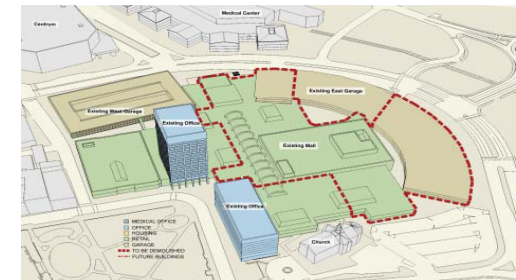 Medical Center
Centrum
Existing East Garage
Existing West Garage
Existing Office
Existing Mall
Existing Office
Church
MEDICAL OFFICE
OFFICE
HOUSING
RETAIL
GARAGE
TO BE DEMOLISHED
FUTURE BUILDINGS